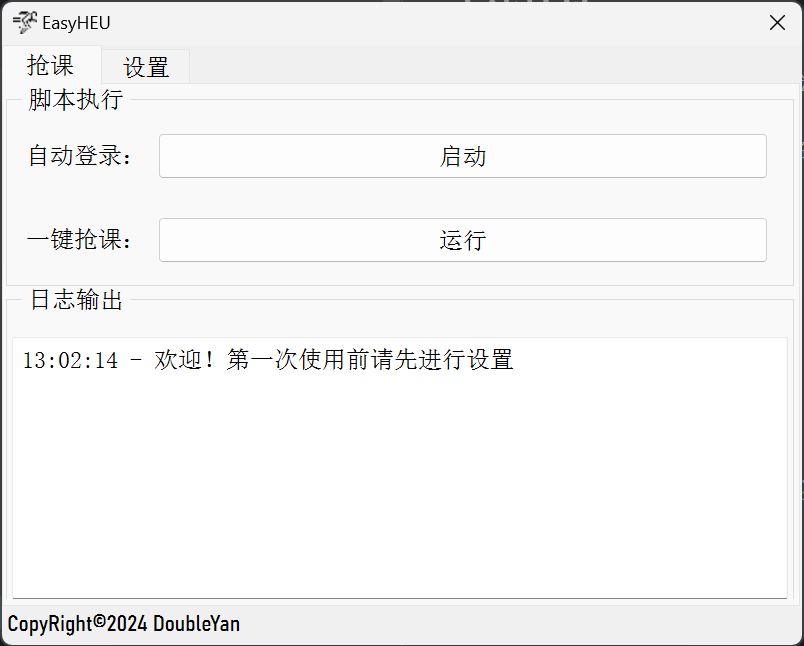 EasyHEU
抢课 设置
脚本执行
自动登录： 启动
一键抢课： 运行
日志输出
13:02:14 - 欢迎！第一次使用前请先进行设置
CopyRight©2024 DoubleYan